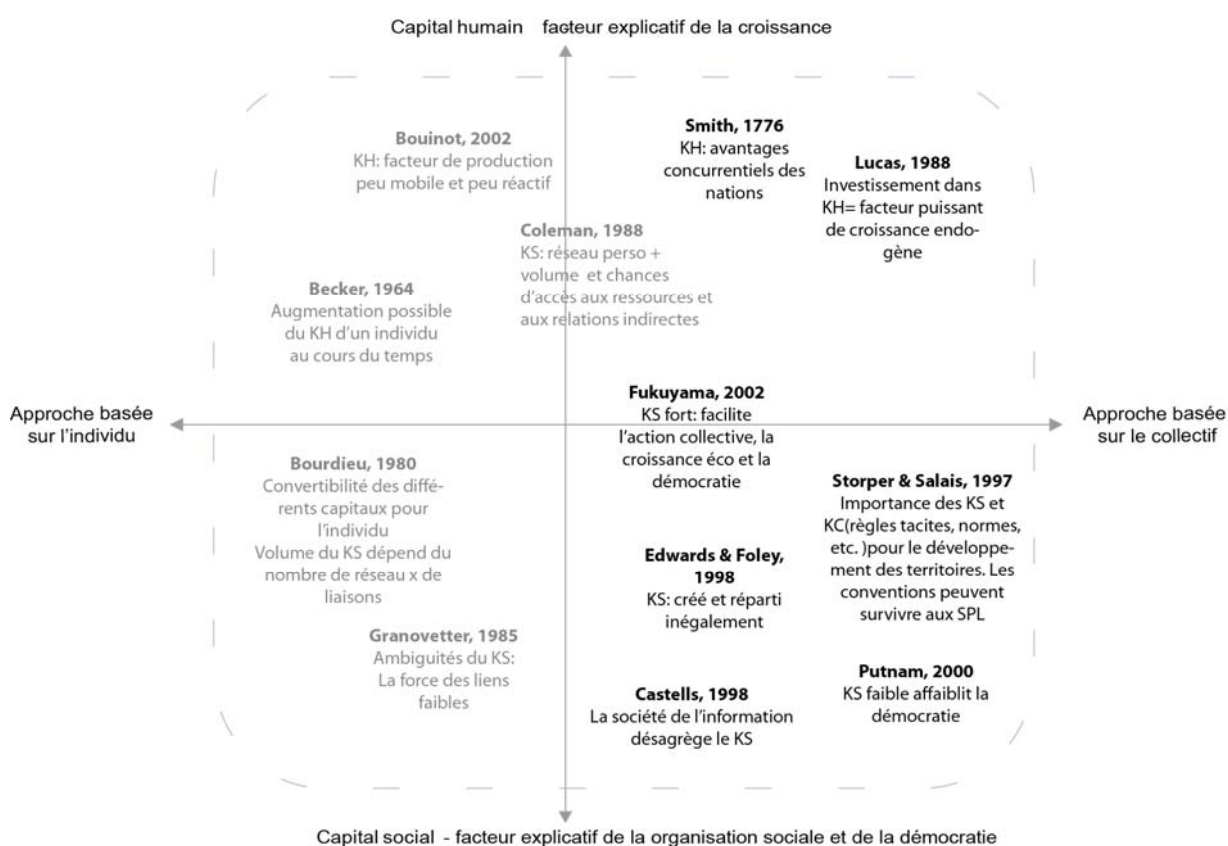 Capital humain facteur explicatif de la croissance
Bouinot, 2002
KH: facteur de production
peu mobile et peu réactif
Smith, 1776
KH: avantages
concurrentiels des
nations
Lucas, 1988
Investissement dans
KH= facteur puissant
de croissance endo-
gène
Coleman, 1988
KS: réseau perso +
volume et chances
d'accès aux ressources et
aux relations indirectes
Becker, 1964
Augmentation possible
du KH d'un individu
au cours du temps
Approche basée
sur l'individu
Fukuyama, 2002
KS fort: facilite
l'action collective, la
croissance éco et la
démocratie
Approche basée
sur le collectif
Bourdieu, 1980
Convertibilité des diffé-
rents capitaux pour
l'individu
Volume du KS dépend du
nombre de réseau x de
liaisons
Storper & Salais, 1997
Importance des KS et
KC(règles tacites, normes,
etc. )pour le développe-
ment des territoires. Les
conventions peuvent
survivre aux SPL
Edwards & Foley,
1998
KS: créé et réparti
inégalement
Granovetter, 1985
Ambiguités du KS:
La force des liens
faibles
Castells, 1998
La société de l'information
désagrège le KS
Putnam, 2000
KS faible affaiblit la
démocratie
Capital social - facteur explicatif de la organisation sociale et de la démocratie